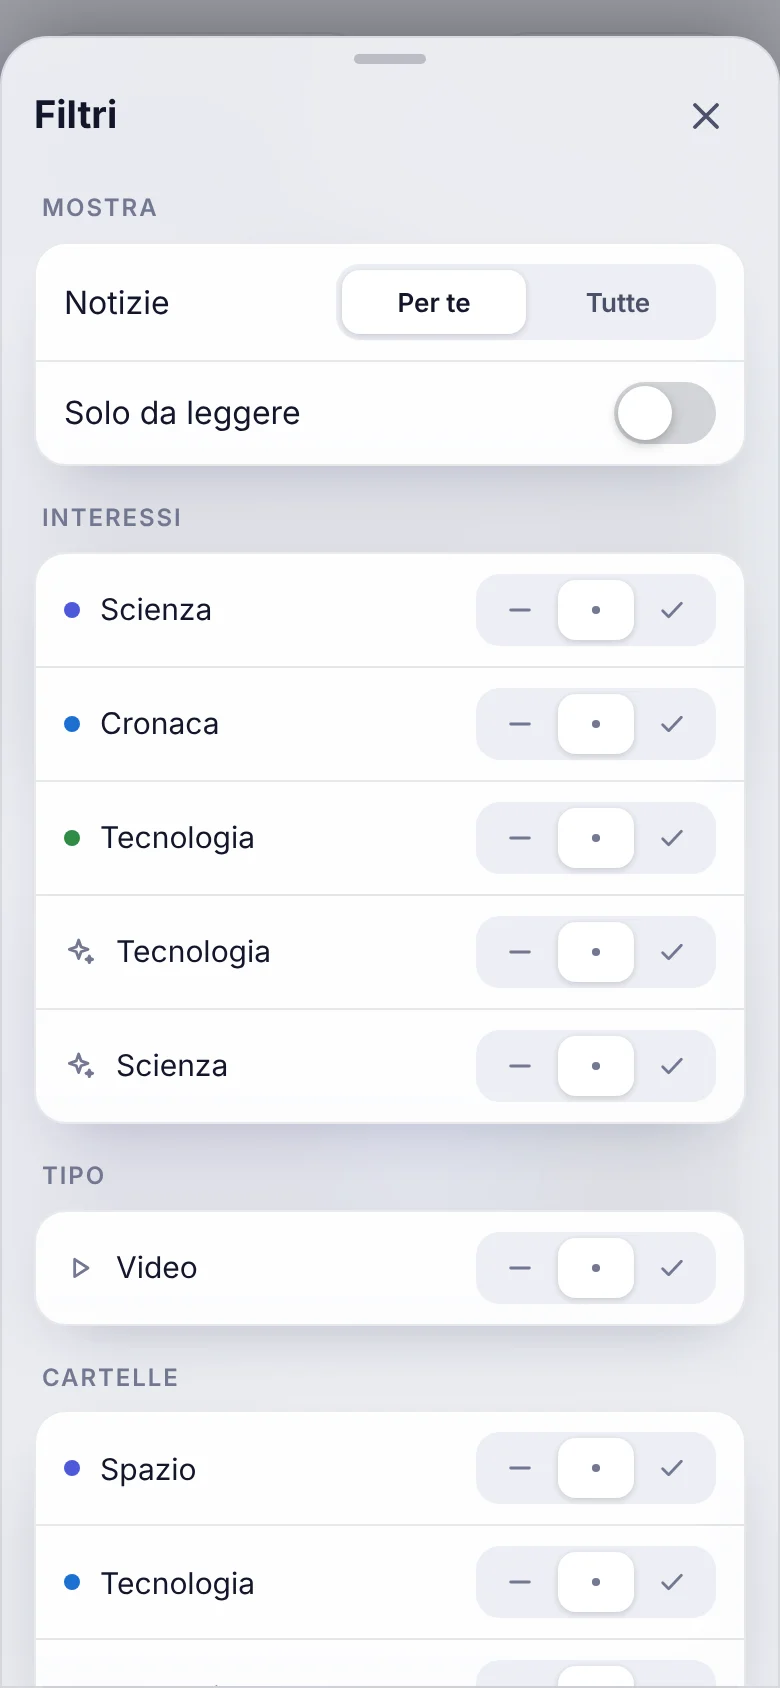 Filtri
MOSTRA
Notizie
Per te
Tutte
Solo da leggere
INTERESSI
Scienza
Cronaca
Tecnologia
Tecnologia
Scienza
TIPO
Video
CARTELLE
Spazio
Tecnologia